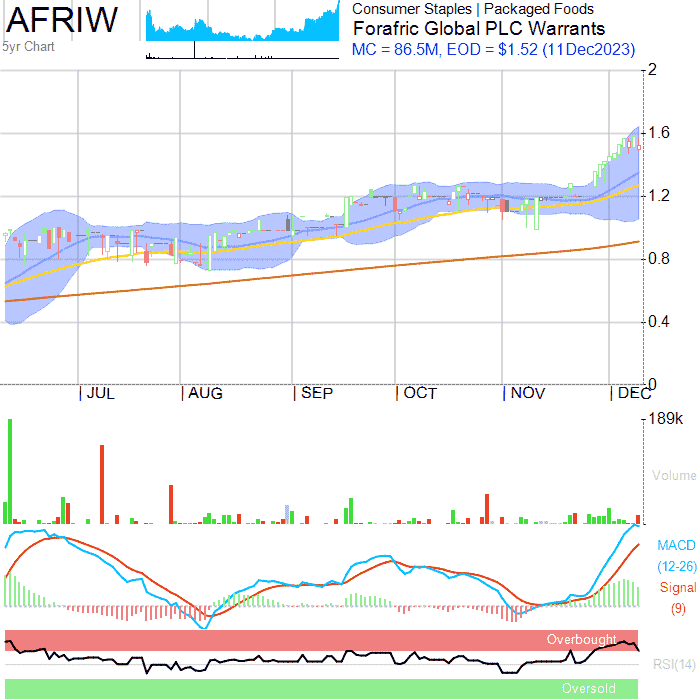 AFRIW
5yr Chart
Consumer Staples | Packaged Foods
Forafric Global PLC Warrants
MC = 86.5M, EOD = $1.52 (11Dec2023)
2
1.6
1.2
0.8
0.4
0
JUL AUG SEP OCT NOV DEC
189k
Volume
MACD
(12-26)
Signal
(9)
Overbought
RSI(14)
Oversold